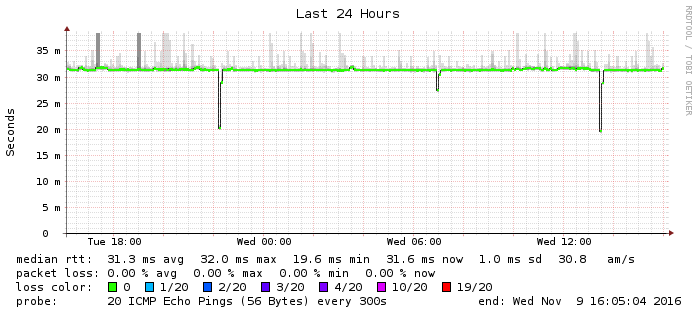 Last 24 Hours
RRDTOOL / TOBI OETIKER
Seconds
35 m
30 m
25 m
20 m
15 m
10 m
5 m
0
Tue 18:00 Wed 00:00 Wed 06:00 Wed 12:00
median rtt: 31.3 ms avg 32.0 ms max 19.6 ms min 31.6 ms now 1.0 ms sd 30.8 am/s
packet loss: 0.00 % avg 0.00 % max 0.00 % min 0.00 % now
loss color: 0 1/20 2/20 3/20 4/20 10/20 19/20
probe: 20 ICMP Echo Pings (56 Bytes) every 300s end: Wed Nov 9 16:05:04 2016